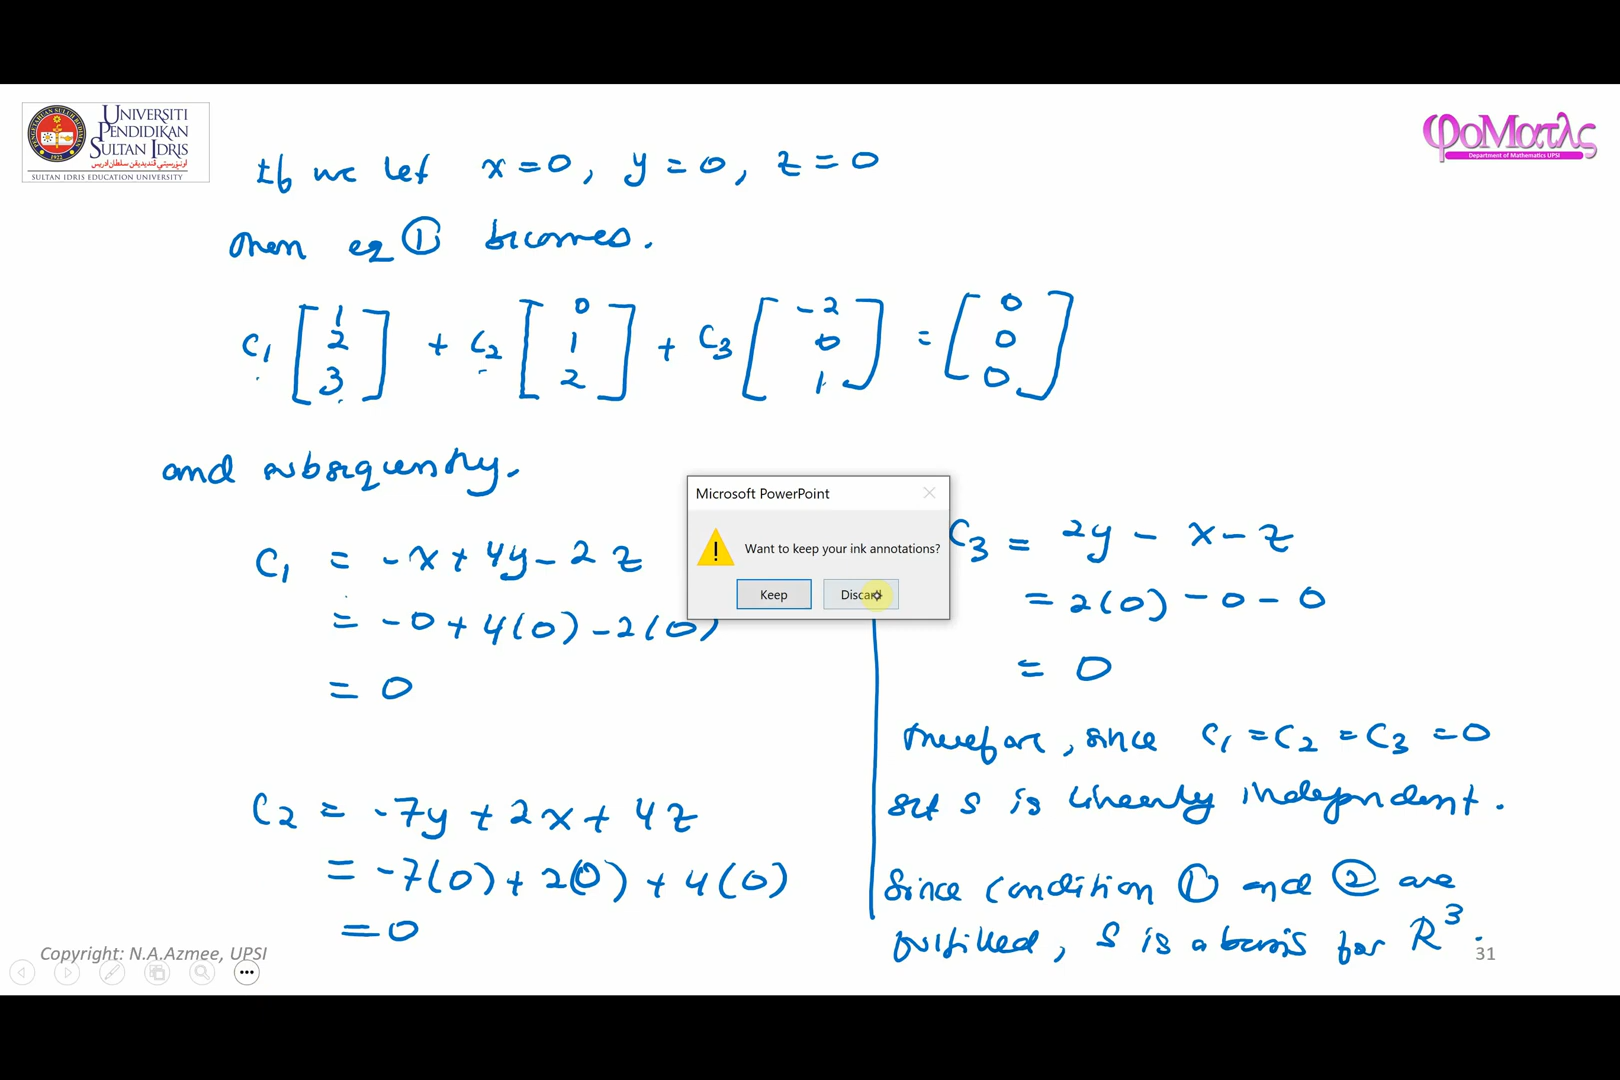 UNIVERSITI
PENDIDIKAN
SULTAN IDRIS
SULTAN IDRIS EDUCATION UNIVERSITY
φοΜατλς
Department of Mathematics UPSI
If we let x = 0, y = 0, z = 0
then eq ① becomes.
C₁ [1 2 3] + C₂ [0 1 2] + C₃ [-2 0 1] = [0 0 0]
and subsequently.
C₁ = -x + 4y - 2z
= -0 + 4(0) - 2(0)
= 0
C₂ = -7y + 2x + 4z
= -7(0) + 2(0) + 4(0)
= 0
Microsoft PowerPoint
Want to keep your ink annotations?
Keep
Discard
C₃ = 2y - x - z
= 2(0) - 0 - 0
= 0
therefore, since C₁ = C₂ = C₃ = 0
set S is linearly independent.
Since condition ① and ② are
fulfilled, S is a basis for R³.
Copyright: N.A.Azmee, UPSI
31